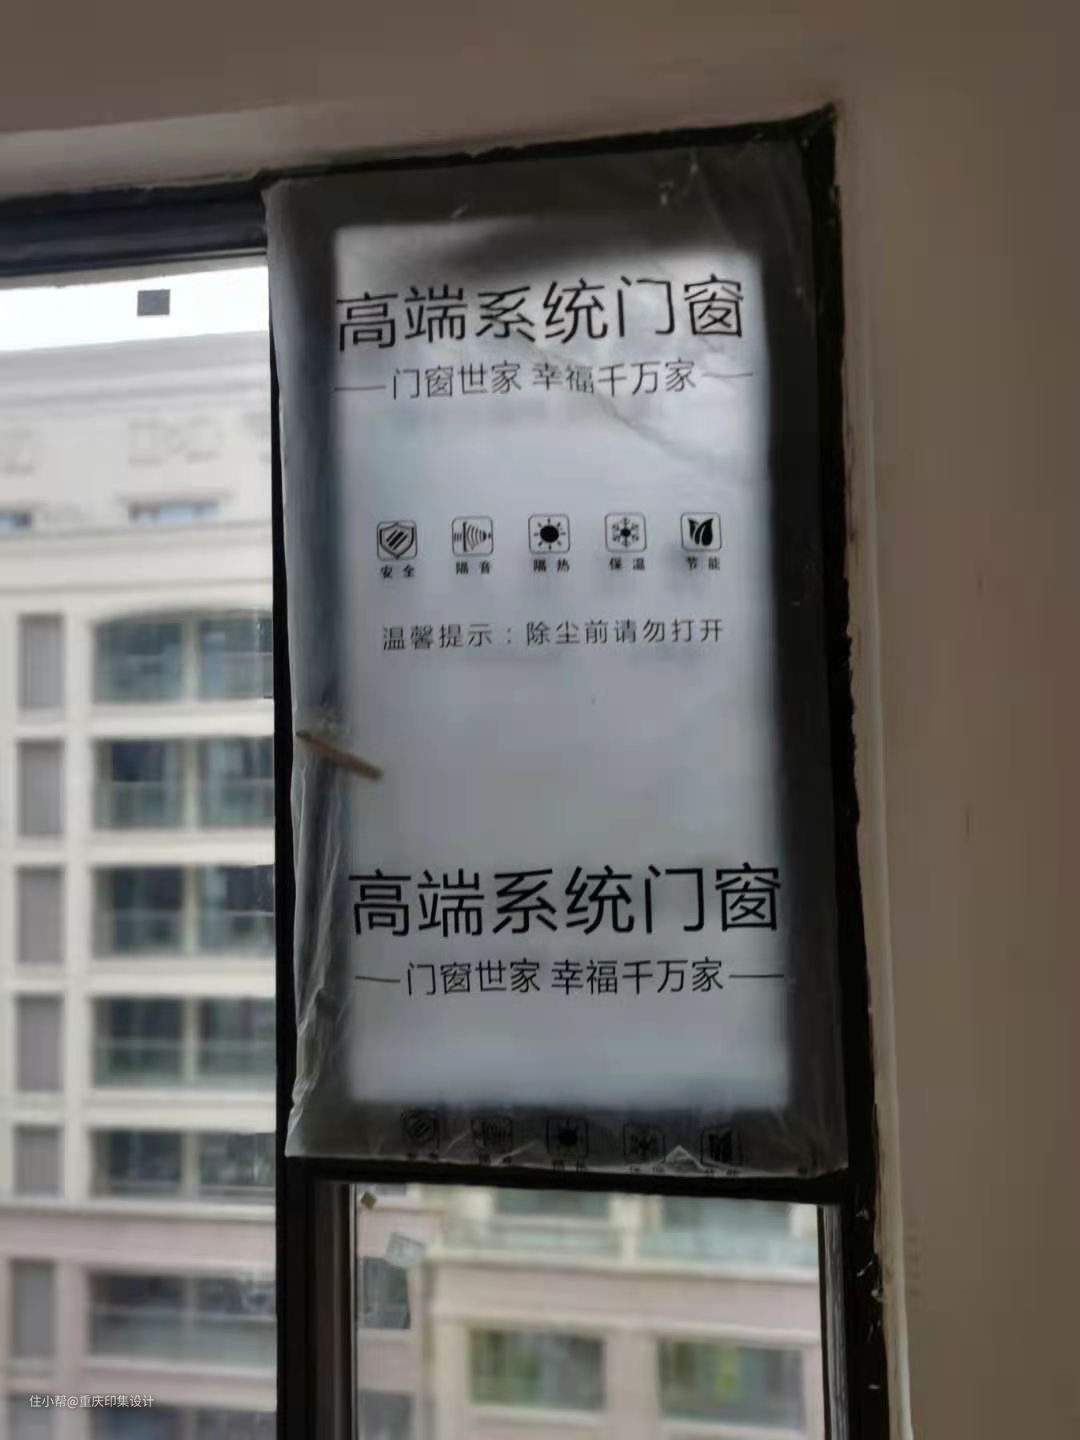 高端系统门窗
门窗世家 幸福千万家
安全 隔音 隔热 保温 节能
温馨提示：除尘前请勿打开
高端系统门窗
门窗世家 幸福千万家
住小帮@重庆印集设计